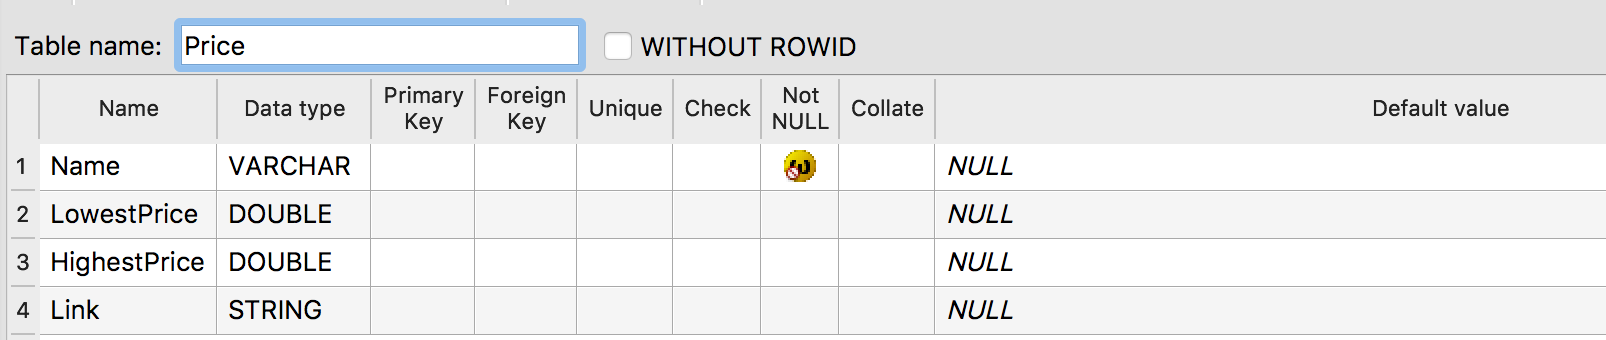 Table name: Price WITHOUT ROWID
Name Data type Primary Key Foreign Key Unique Check Not NULL Collate Default value
1 Name VARCHAR NULL
2 LowestPrice DOUBLE NULL
3 HighestPrice DOUBLE NULL
4 Link STRING NULL